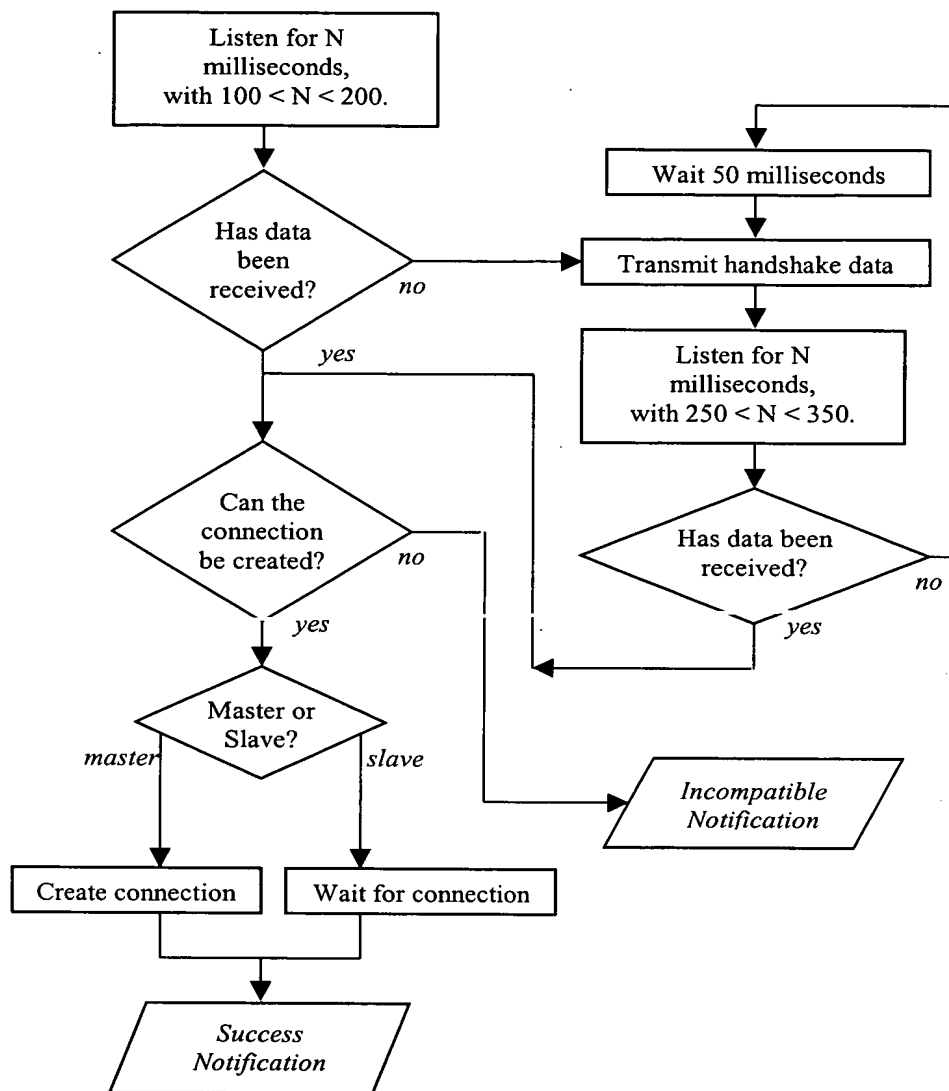 Listen for N
milliseconds,
with 100 < N < 200.
Has data
been
received?
no
yes
Wait 50 milliseconds
Transmit handshake data
Listen for N
milliseconds,
with 250 < N < 350.
Has data been
received?
no
yes
Can the
connection
be created?
no
yes
Master or
Slave?
master
slave
Incompatible
Notification
Create connection
Wait for connection
Success
Notification